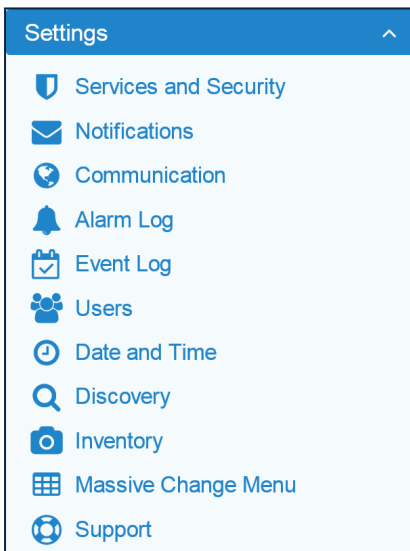 Settings
Services and Security
Notifications
Communication
Alarm Log
Event Log
Users
Date and Time
Discovery
Inventory
Massive Change Menu
Support